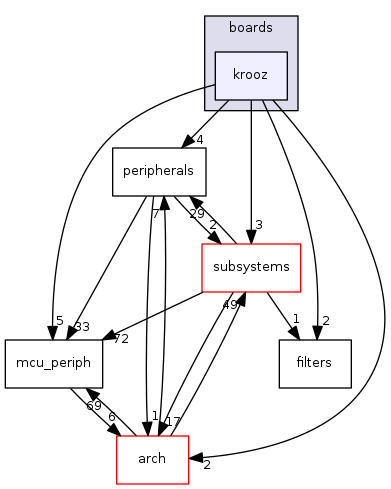 boards
krooz
4
peripherals
7
29
2
3
subsystems
49
1
2
5
33
72
mcu_periph
filters
69
6
1
17
arch
2